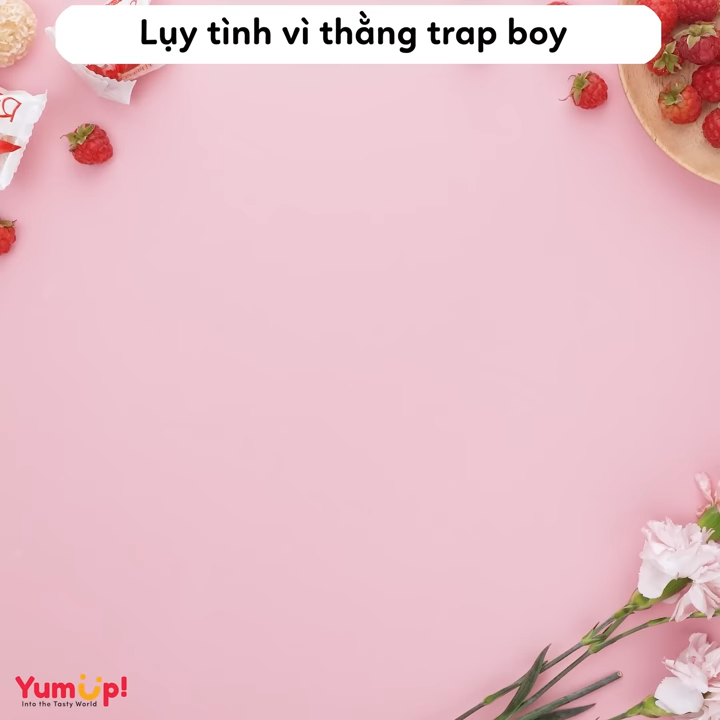 Lụy tình vì thằng trap boy
YumUp!
Into the Tasty World